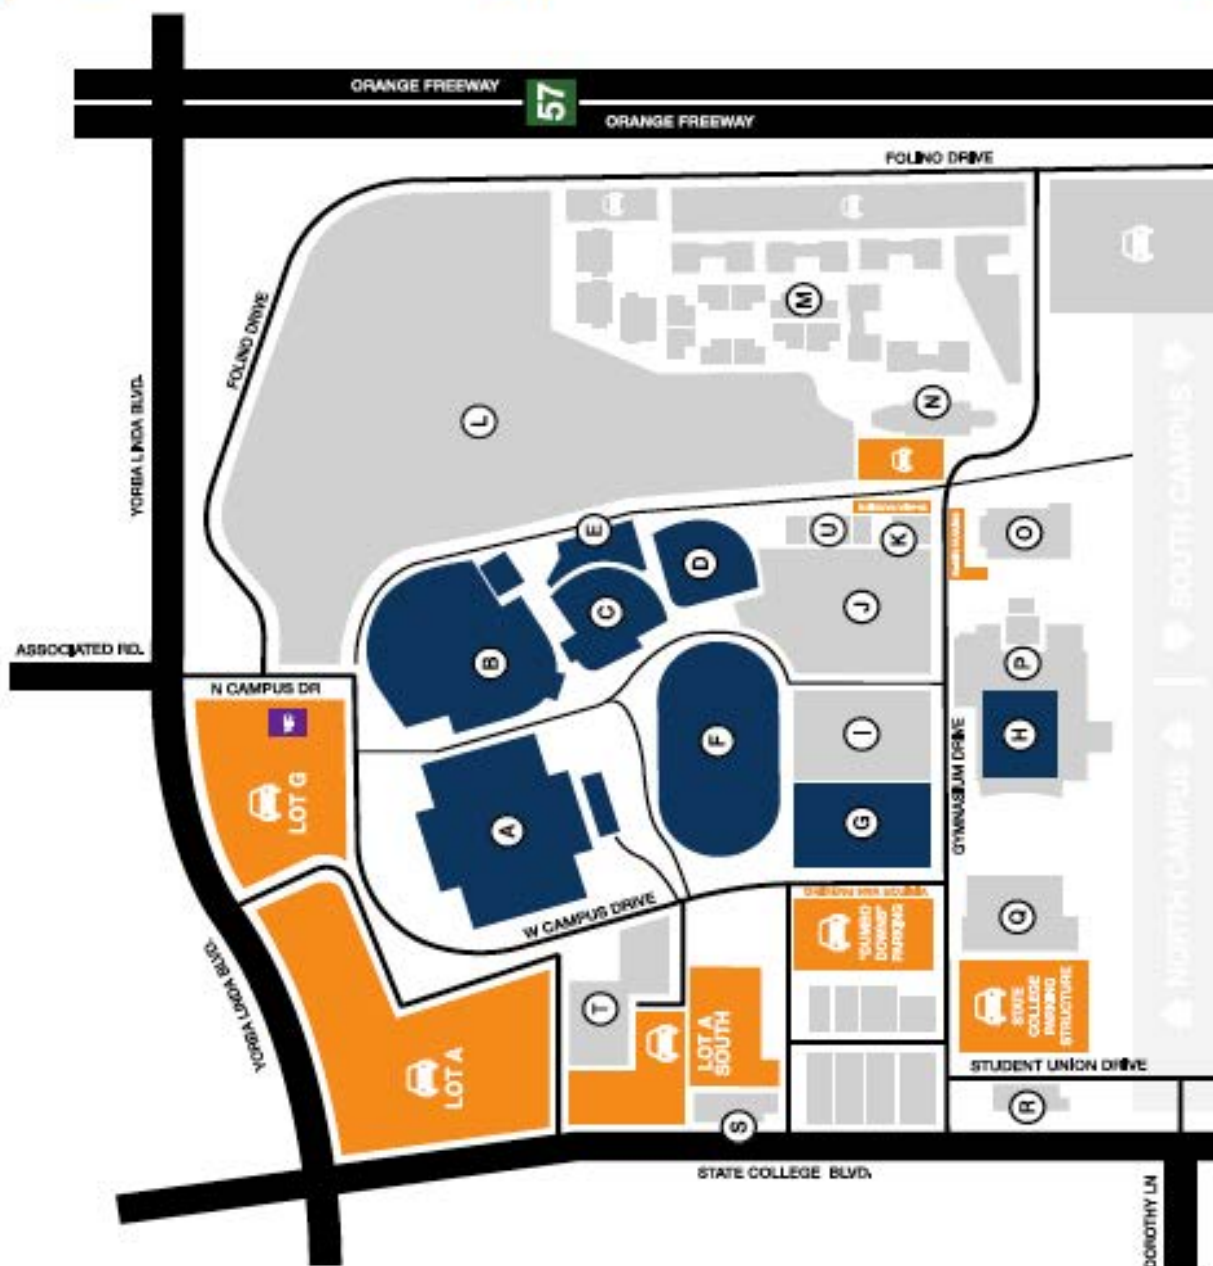 ORANGE FREEWAY
57
ORANGE FREEWAY
FOLINO DRIVE
FOLINO DRIVE
YORBA LINDA BLVD.
M
N
L
E
U
K
O
D
C
J
B
P
ASSOCIATED RD.
N CAMPUS DR
SOUTH CAMPUS
NORTH CAMPUS
F
I
H
GYMNASIUM DRIVE
LOT G
A
G
W CAMPUS DRIVE
"DUMBO
DOWNS"
PARKING
Q
YORBA LINDA BLVD.
T
STATE
COLLEGE
PARKING
STRUCTURE
LOT A
SOUTH
LOT A
STUDENT UNION DRIVE
R
S
STATE COLLEGE BLVD.
DOROTHY LN